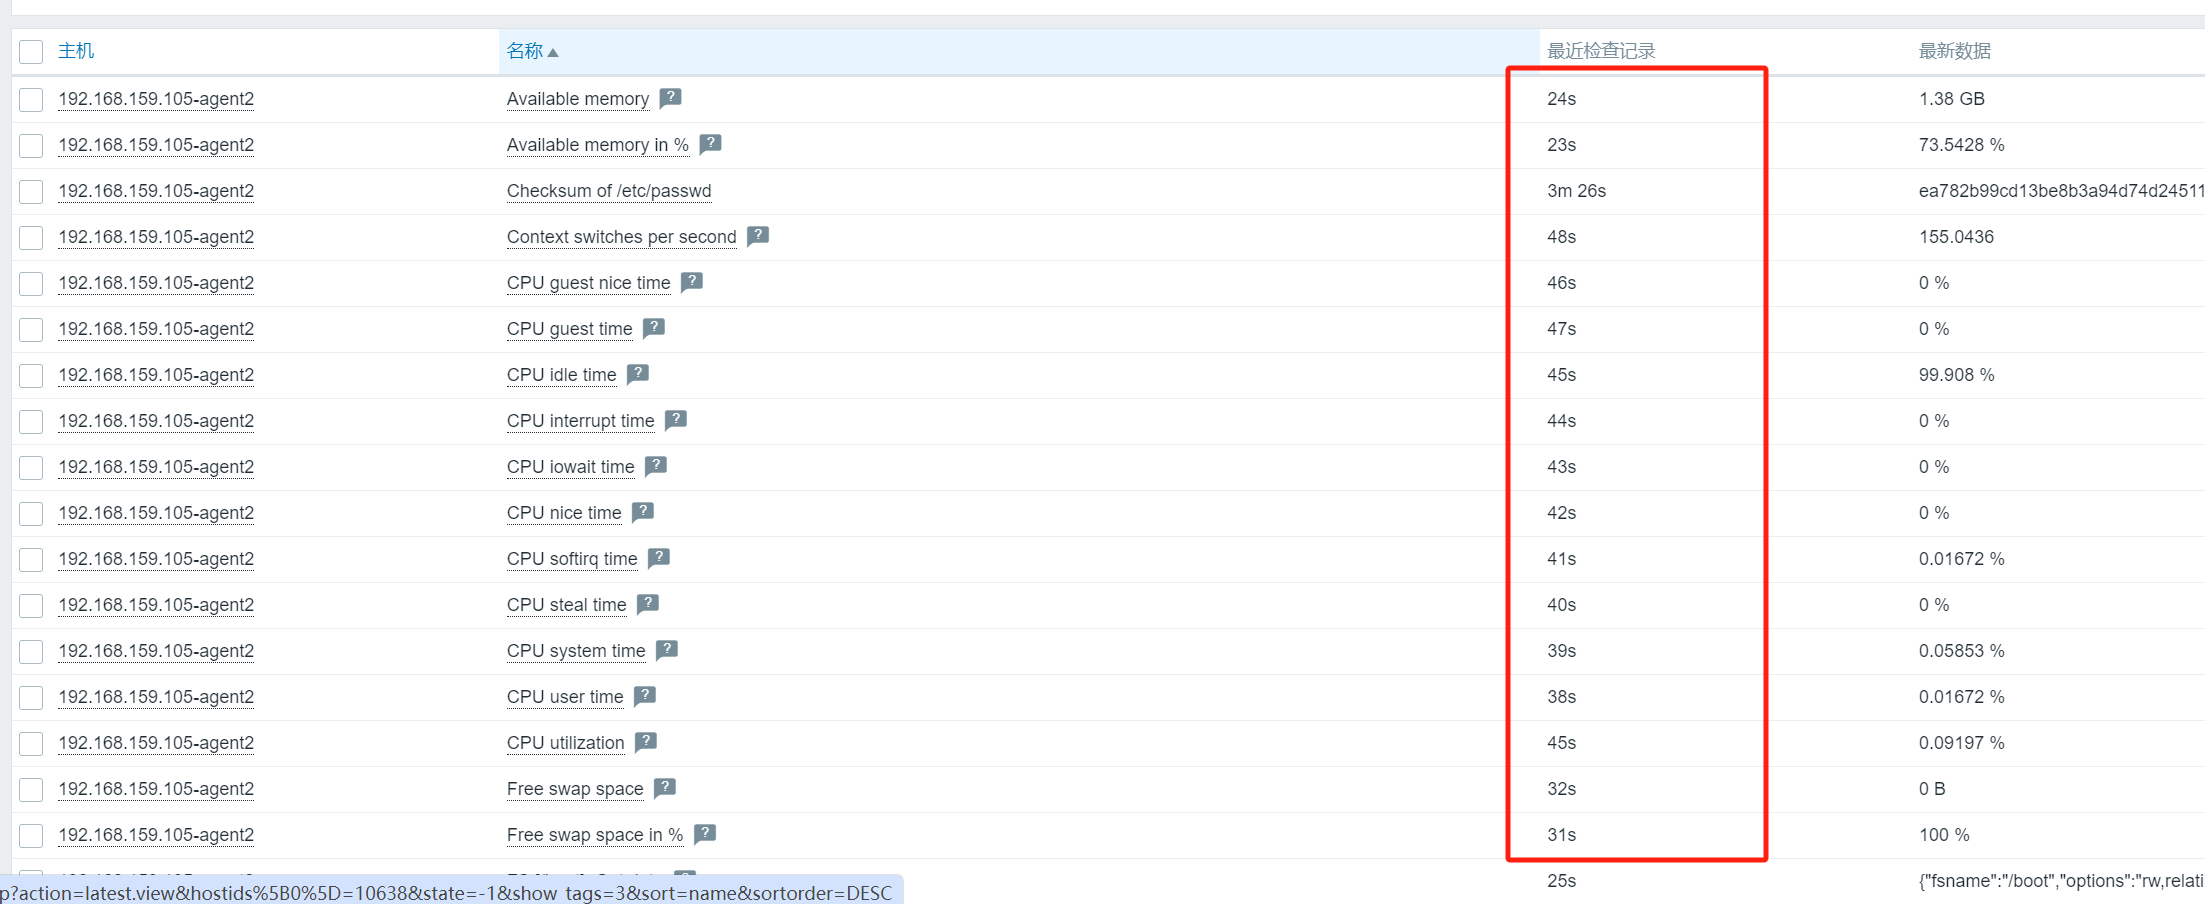 主机 名称 最近检查记录 最新数据
192.168.159.105-agent2 Available memory ? 24s 1.38 GB
192.168.159.105-agent2 Available memory in % ? 23s 73.5428 %
192.168.159.105-agent2 Checksum of /etc/passwd 3m 26s ea782b99cd13be8b3a94d74d24511
192.168.159.105-agent2 Context switches per second ? 48s 155.0436
192.168.159.105-agent2 CPU guest nice time ? 46s 0 %
192.168.159.105-agent2 CPU guest time ? 47s 0 %
192.168.159.105-agent2 CPU idle time ? 45s 99.908 %
192.168.159.105-agent2 CPU interrupt time ? 44s 0 %
192.168.159.105-agent2 CPU iowait time ? 43s 0 %
192.168.159.105-agent2 CPU nice time ? 42s 0 %
192.168.159.105-agent2 CPU softirq time ? 41s 0.01672 %
192.168.159.105-agent2 CPU steal time ? 40s 0 %
192.168.159.105-agent2 CPU system time ? 39s 0.05853 %
192.168.159.105-agent2 CPU user time ? 38s 0.01672 %
192.168.159.105-agent2 CPU utilization ? 45s 0.09197 %
192.168.159.105-agent2 Free swap space ? 32s 0 B
192.168.159.105-agent2 Free swap space in % ? 31s 100 %
25s {"fsname":"/boot","options":"rw,relati
p?action=latest.view&hostids%5B0%5D=10638&state=-1&show_tags=3&sort=name&sortorder=DESC